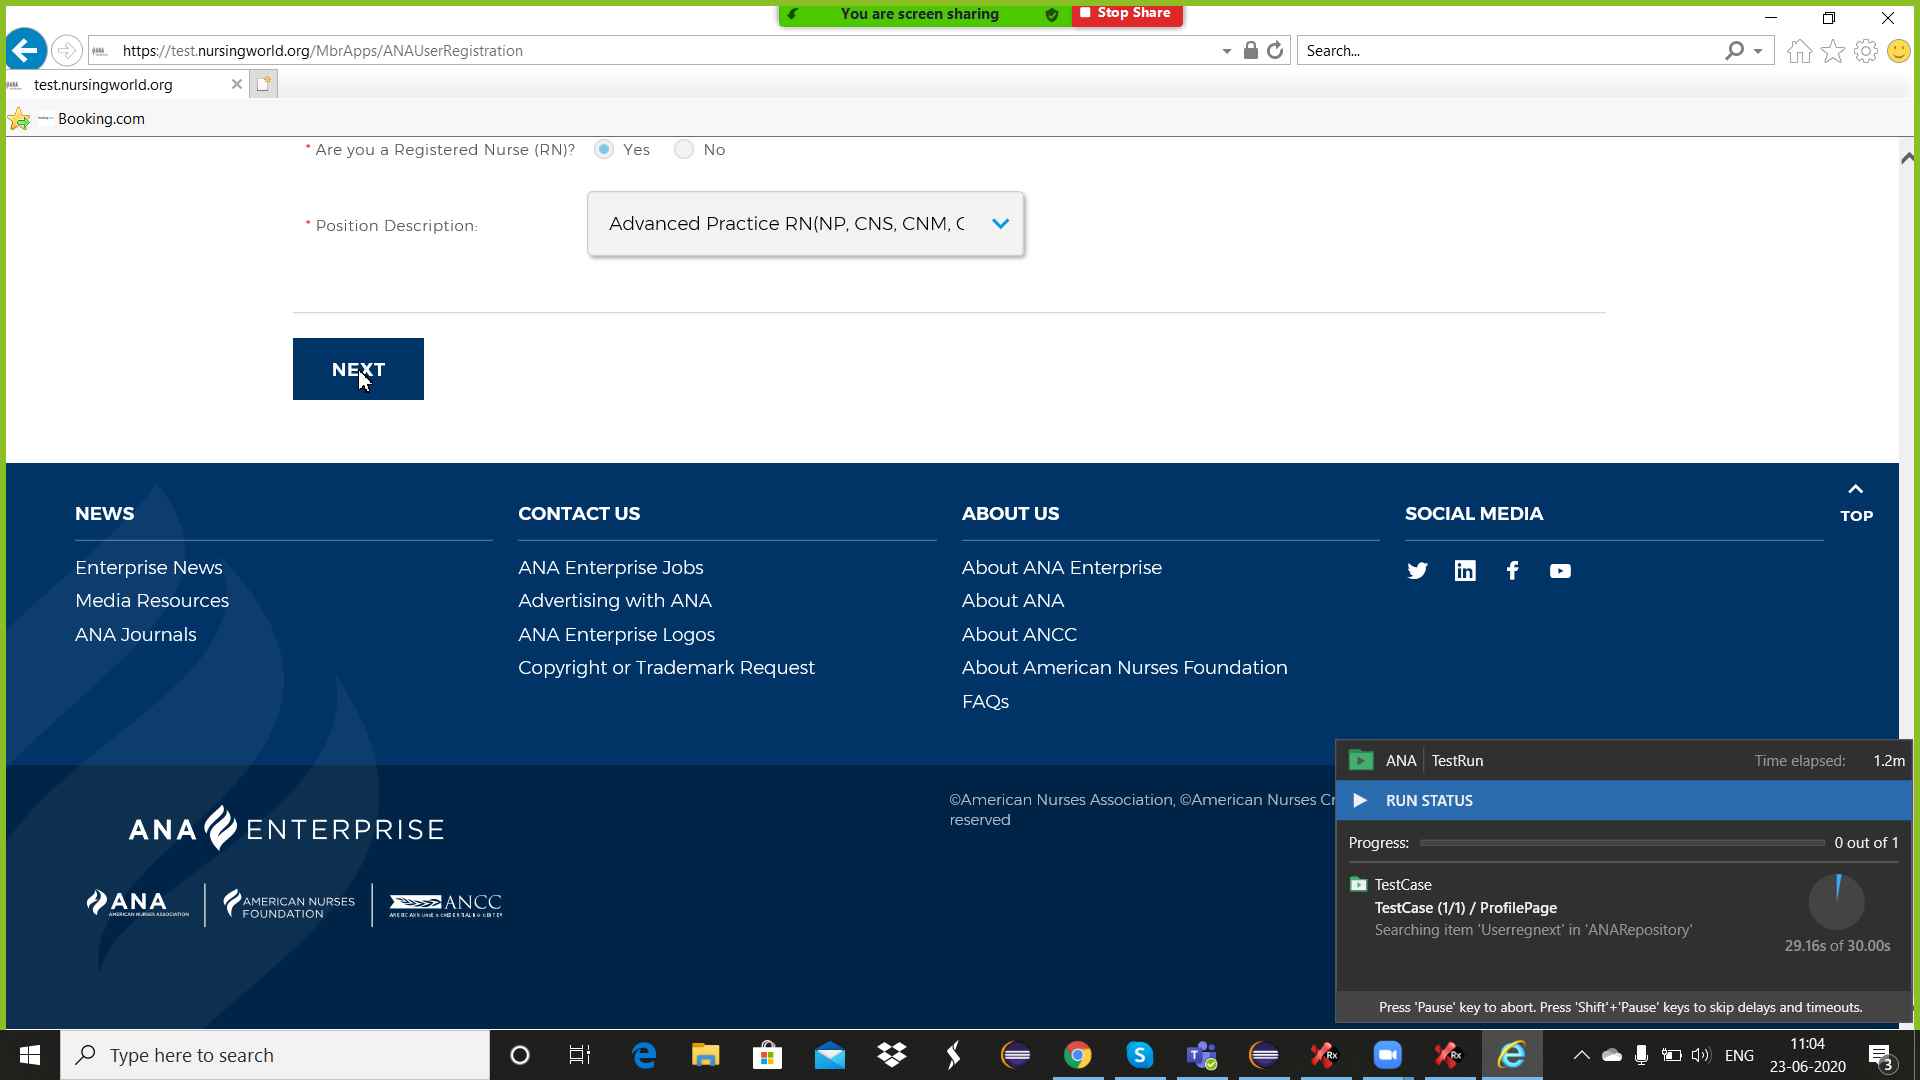 You are screen sharing
Stop Share
https://test.nursingworld.org/MbrApps/ANAUserRegistration
Search...
test.nursingworld.org
Booking.com
* Are you a Registered Nurse (RN)? Yes No
* Position Description:
Advanced Practice RN(NP, CNS, CNM, C
NEXT
NEWS
Enterprise News
Media Resources
ANA Journals
CONTACT US
ANA Enterprise Jobs
Advertising with ANA
ANA Enterprise Logos
Copyright or Trademark Request
ABOUT US
About ANA Enterprise
About ANA
About ANCC
About American Nurses Foundation
FAQs
SOCIAL MEDIA
TOP
ANA ENTERPRISE
ANA
AMERICAN NURSES ASSOCIATION
AMERICAN NURSES
FOUNDATION
ANCC
©American Nurses Association, ©American Nurses Cr
reserved
ANA TestRun Time elapsed: 1.2m
RUN STATUS
Progress: 0 out of 1
TestCase
TestCase (1/1) / ProfilePage
Searching item 'Userregnext' in 'ANARepository'
29.16s of 30.00s
Press 'Pause' key to abort. Press 'Shift'+'Pause' keys to skip delays and timeouts.
Type here to search
Rx
Rx
ENG
11:04
23-06-2020
3